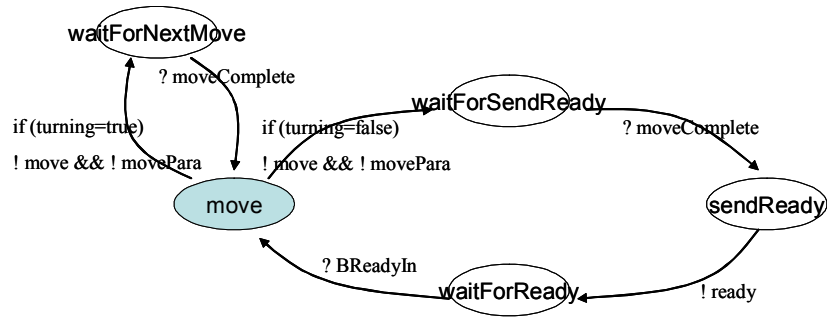 waitForNextMove
? moveComplete
if (turning=true)
! move && ! movePara
if (turning=false)
! move && ! movePara
waitForSendReady
? moveComplete
move
sendReady
? BReadyIn
waitForReady
! ready